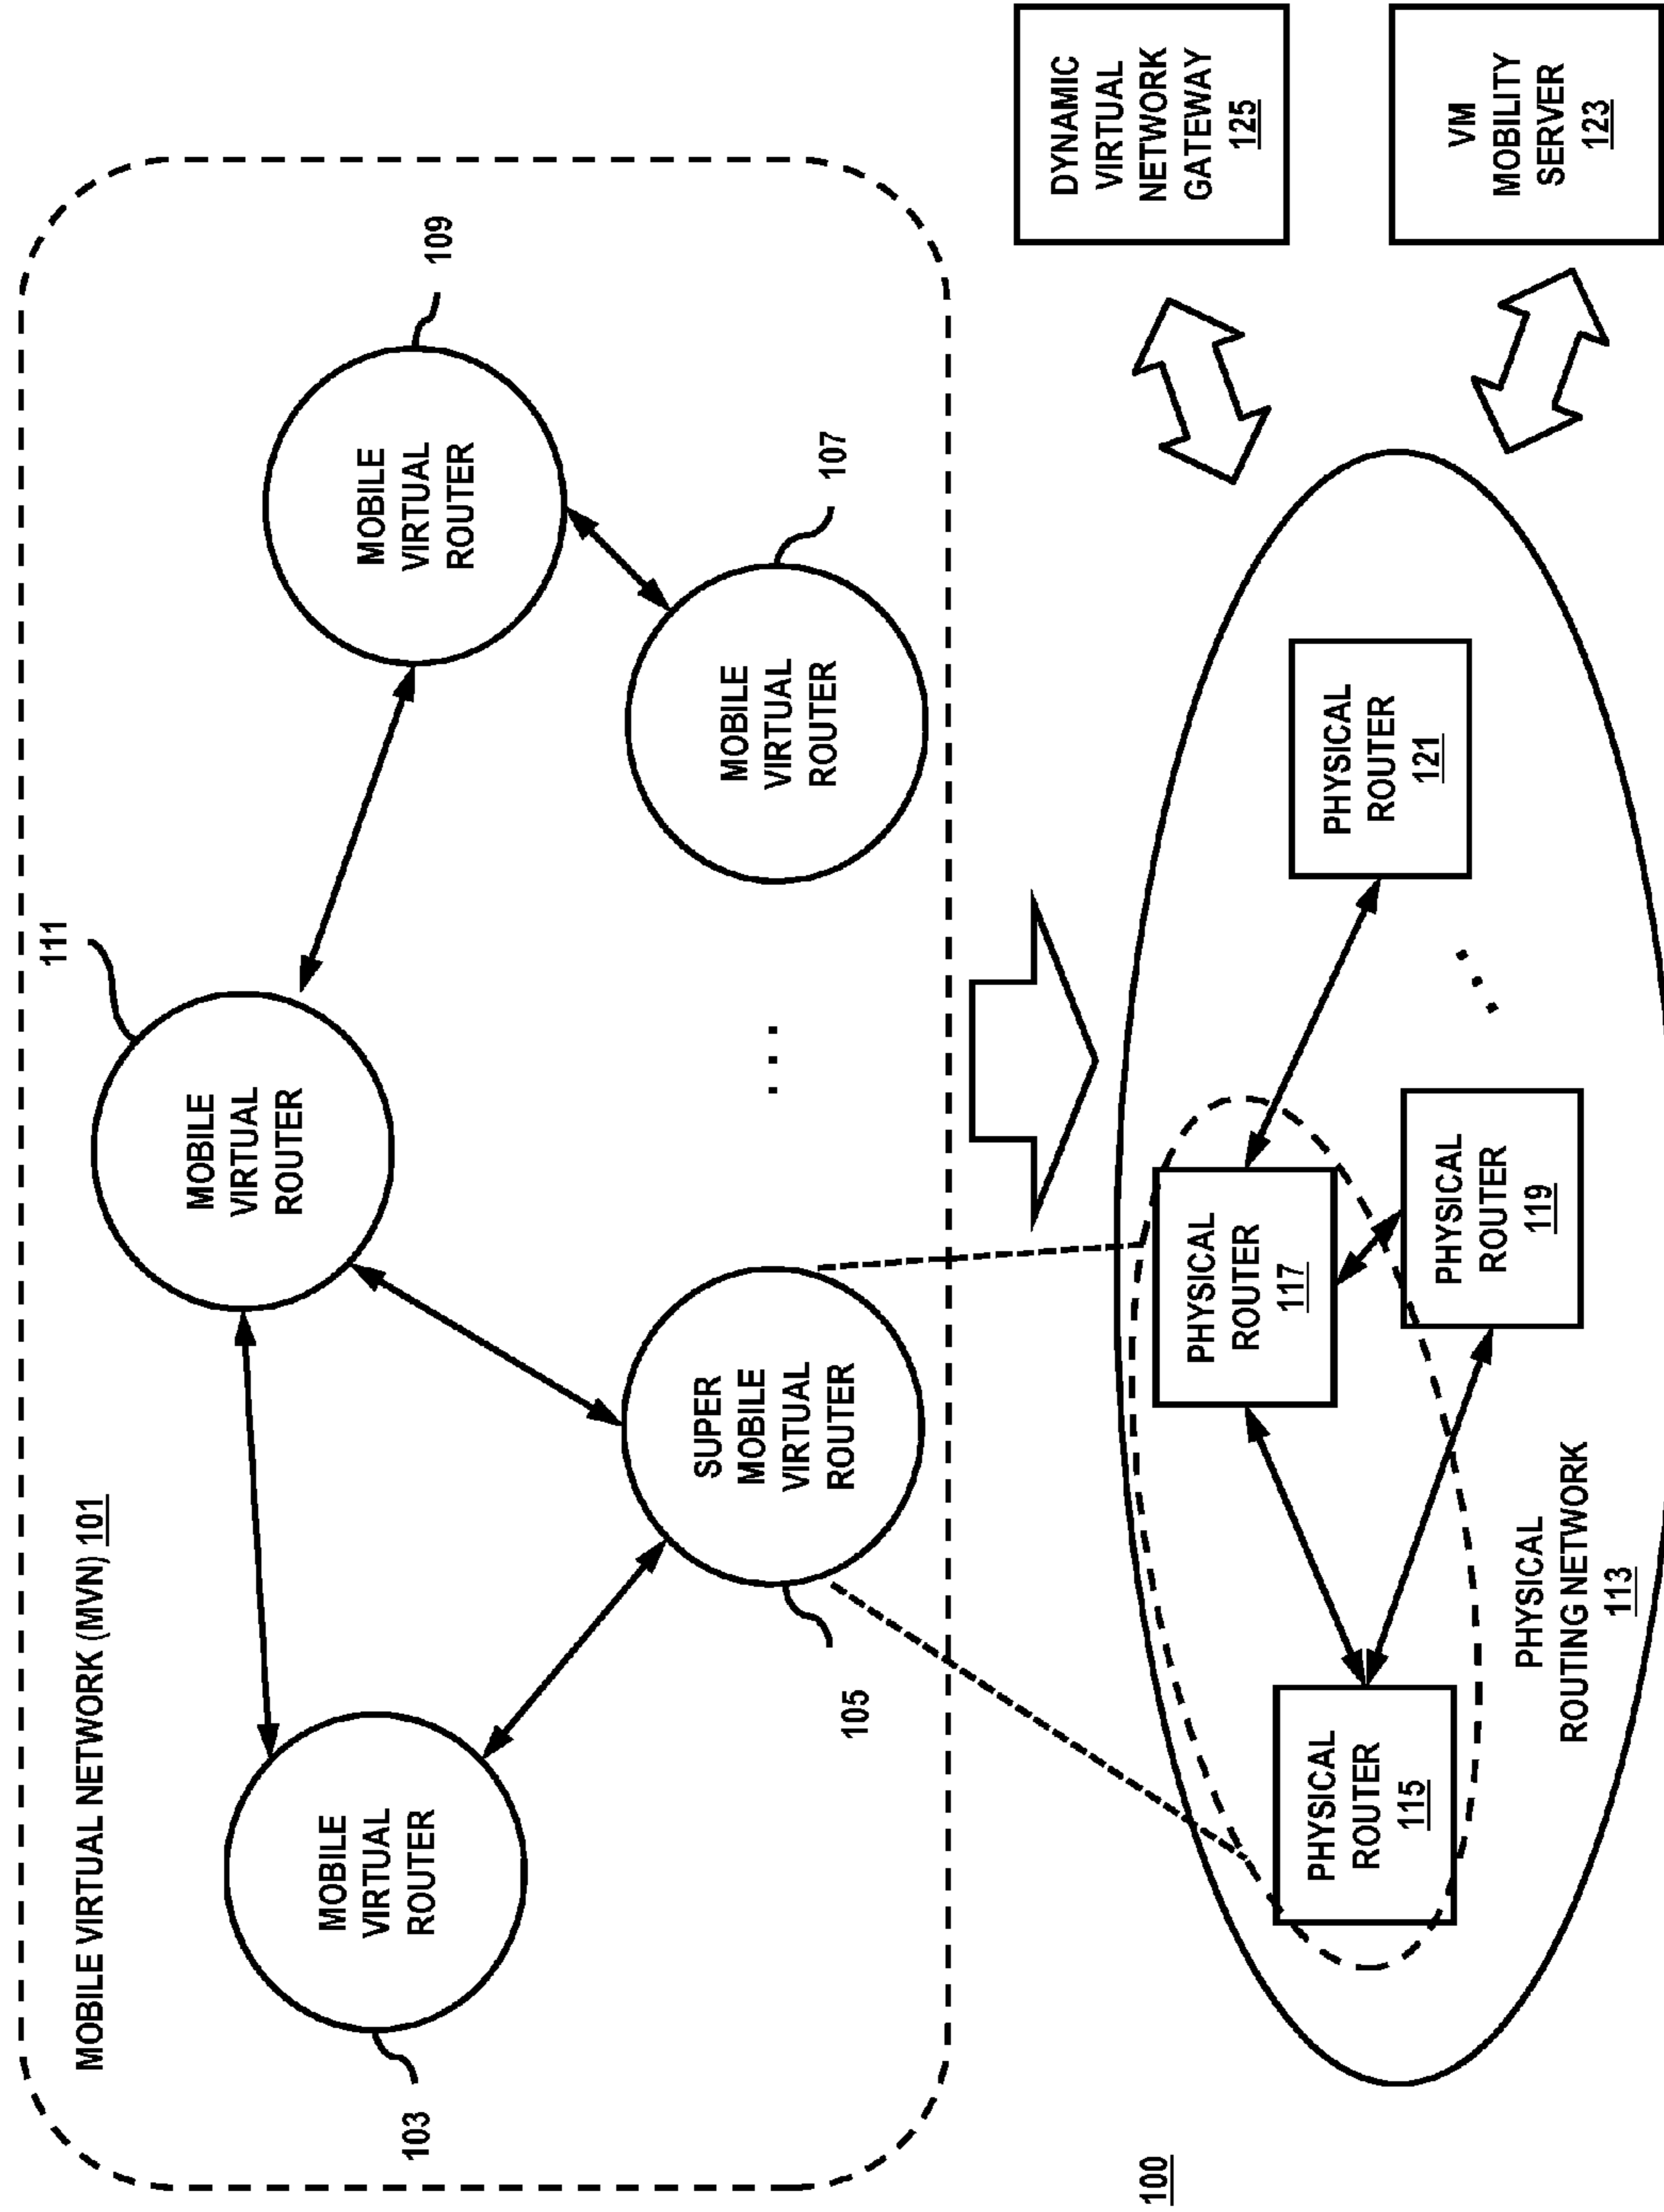 MOBILE VIRTUAL NETWORK (MVN) 101
111
109
107
103
105
MOBILE
VIRTUAL
ROUTER
MOBILE
VIRTUAL
ROUTER
MOBILE
VIRTUAL
ROUTER
SUPER
MOBILE
VIRTUAL
ROUTER
MOBILE
VIRTUAL
ROUTER
...
100
PHYSICAL
ROUTER
115
PHYSICAL
ROUTER
117
PHYSICAL
ROUTER
119
PHYSICAL
ROUTER
121
...
PHYSICAL
ROUTING NETWORK
113
DYNAMIC
VIRTUAL
NETWORK
GATEWAY
125
VM
MOBILITY
SERVER
123